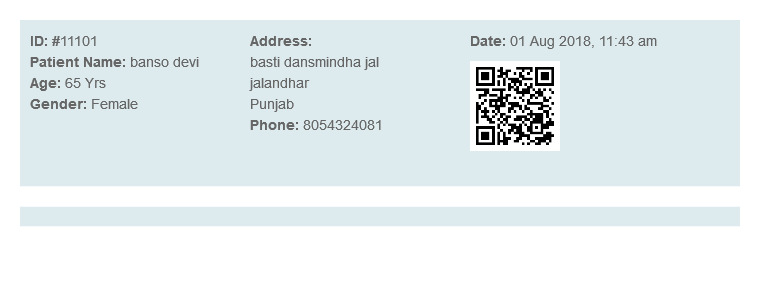 ID: #11101
Patient Name: banso devi
Age: 65 Yrs
Gender: Female
Address:
basti dansmindha jal
jalandhar
Punjab
Phone: 8054324081
Date: 01 Aug 2018, 11:43 am